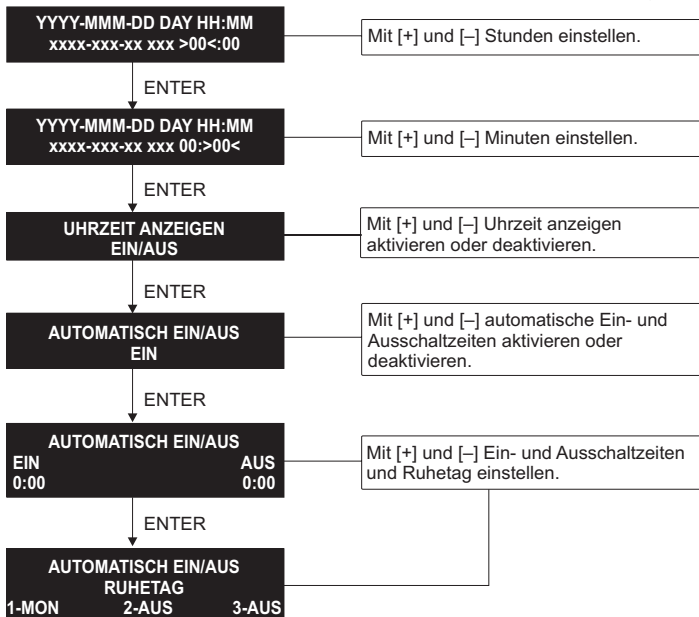 YYYY-MMM-DD DAY HH:MM
xxxx-xxx-xx xxx >00<:00
Mit [+] und [–] Stunden einstellen.
ENTER
YYYY-MMM-DD DAY HH:MM
xxxx-xxx-xx xxx 00:>00<
Mit [+] und [–] Minuten einstellen.
ENTER
UHRZEIT ANZEIGEN
EIN/AUS
Mit [+] und [–] Uhrzeit anzeigen
aktivieren oder deaktivieren.
ENTER
AUTOMATISCH EIN/AUS
EIN
Mit [+] und [–] automatische Ein- und
Ausschaltzeiten aktivieren oder
deaktivieren.
ENTER
AUTOMATISCH EIN/AUS
EIN AUS
0:00 0:00
Mit [+] und [–] Ein- und Ausschaltzeiten
und Ruhetag einstellen.
ENTER
AUTOMATISCH EIN/AUS
RUHETAG
1-MON 2-AUS 3-AUS